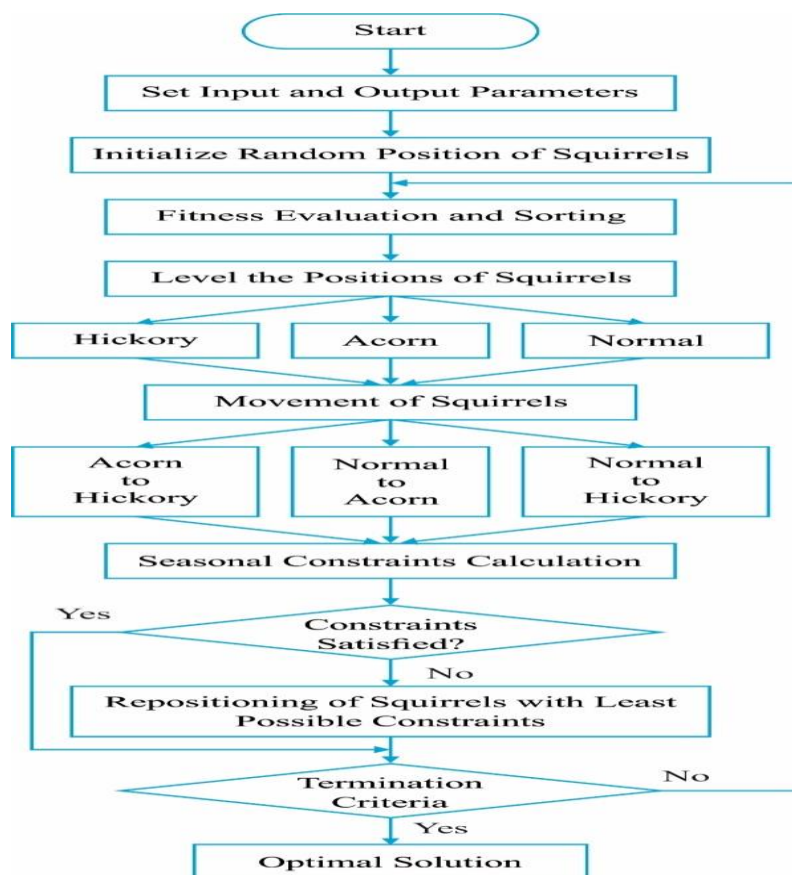 Start
Set Input and Output Parameters
Initialize Random Position of Squirrels
Fitness Evaluation and Sorting
Level the Positions of Squirrels
Hickory
Acorn
Normal
Movement of Squirrels
Acorn
to
Hickory
Normal
to
Acorn
Normal
to
Hickory
Seasonal Constraints Calculation
Yes
Constraints
Satisfied?
No
Repositioning of Squirrels with Least
Possible Constraints
Termination
Criteria
No
Yes
Optimal Solution